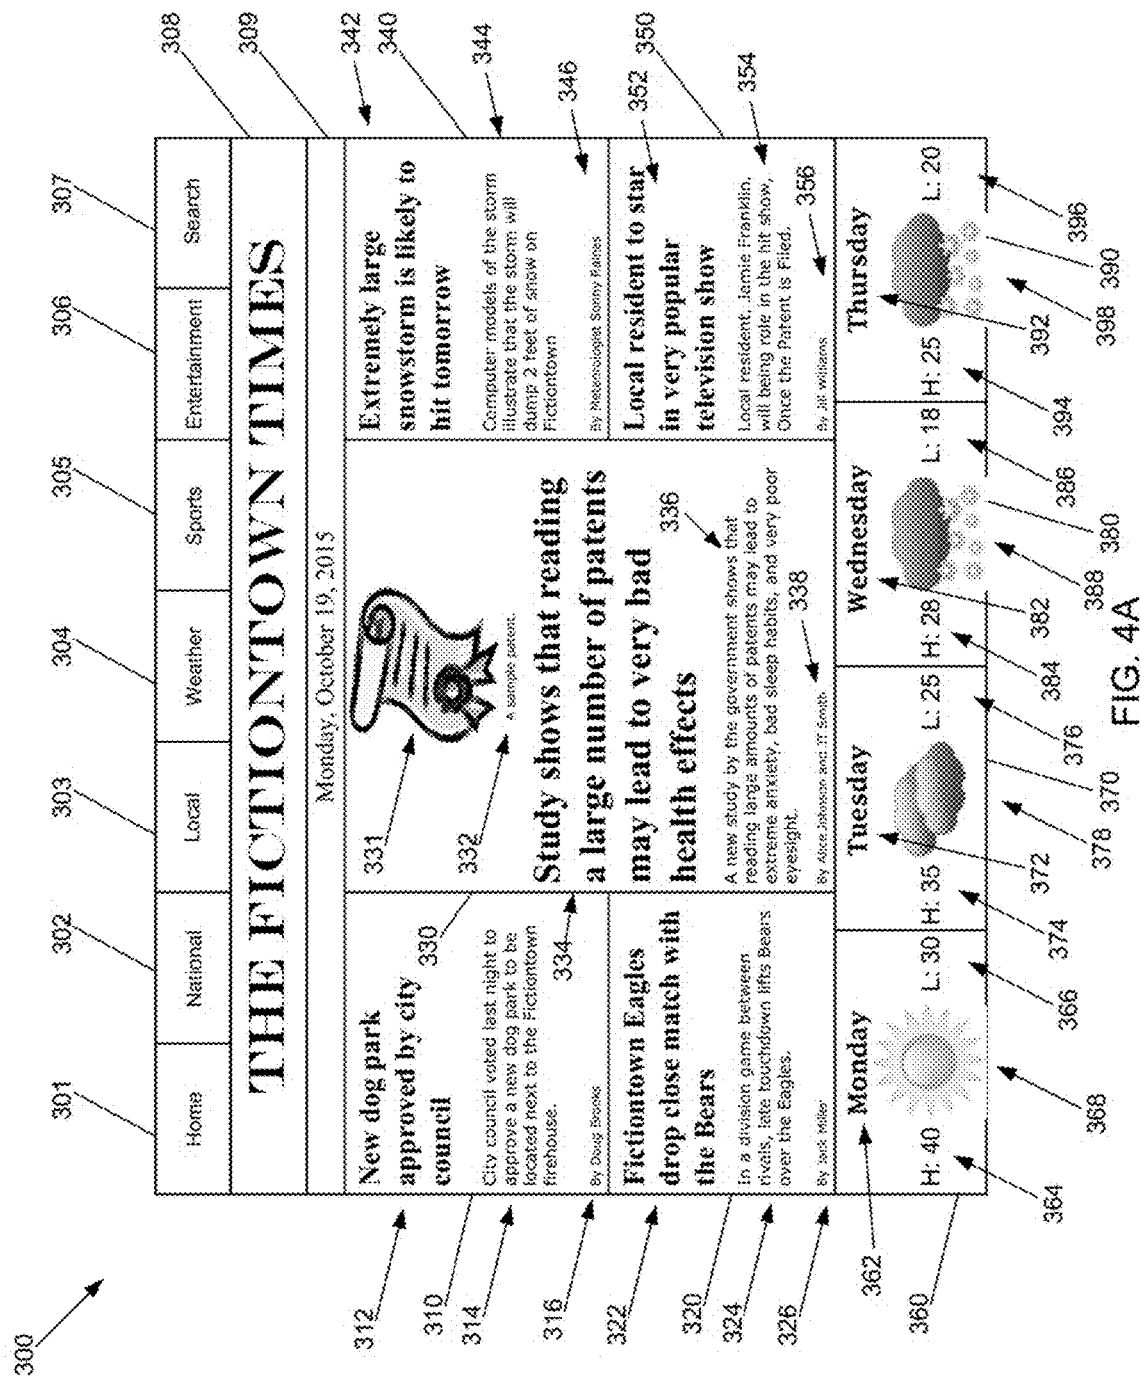 300
301
302
303
304
305
306
307
308
309
342
340
344
346
350
352
354
356
Home
National
Local
Weather
Sports
Entertainment
Search
THE FICTIONTOWN TIMES
Monday, October 19, 2015
312
310
314
316
New dog park
approved by city
council
City council voted last night to
approve a new dog park to be
located next to the Fictiontown
firehouse.
By Doug Brooks
322
320
324
326
Fictiontown Eagles
drop close match with
the Bears
In a division game between
rivals, late touchdown lifts Bears
over the Eagles.
By Jack Miller
331
332
330
334
A sample patent.
Study shows that reading
a large number of patents
may lead to very bad
health effects
336
A new study by the government shows that
reading large amounts of patents may lead to
extreme anxiety, bad sleep habits, and very poor
eyesight.
338
By Alice Johnson and JT Smith
Extremely large
snowstorm is likely to
hit tomorrow
Computer models of the storm
illustrate that the storm will
dump 2 feet of snow on
Fictiontown
By Meteorologist Sonny Raines
Local resident to star
in very popular
television show
Local resident, Jamie Franklin,
will being role in the hit show,
Once the Patent is Filed.
By Jill Williams
362
360
Monday
H: 40
L: 30
364
368
366
Tuesday
H: 35
L: 25
374
372
378
370
376
Wednesday
H: 28
L: 18
384
382
388
380
386
Thursday
H: 25
L: 20
394
392
398
390
396
FIG. 4A